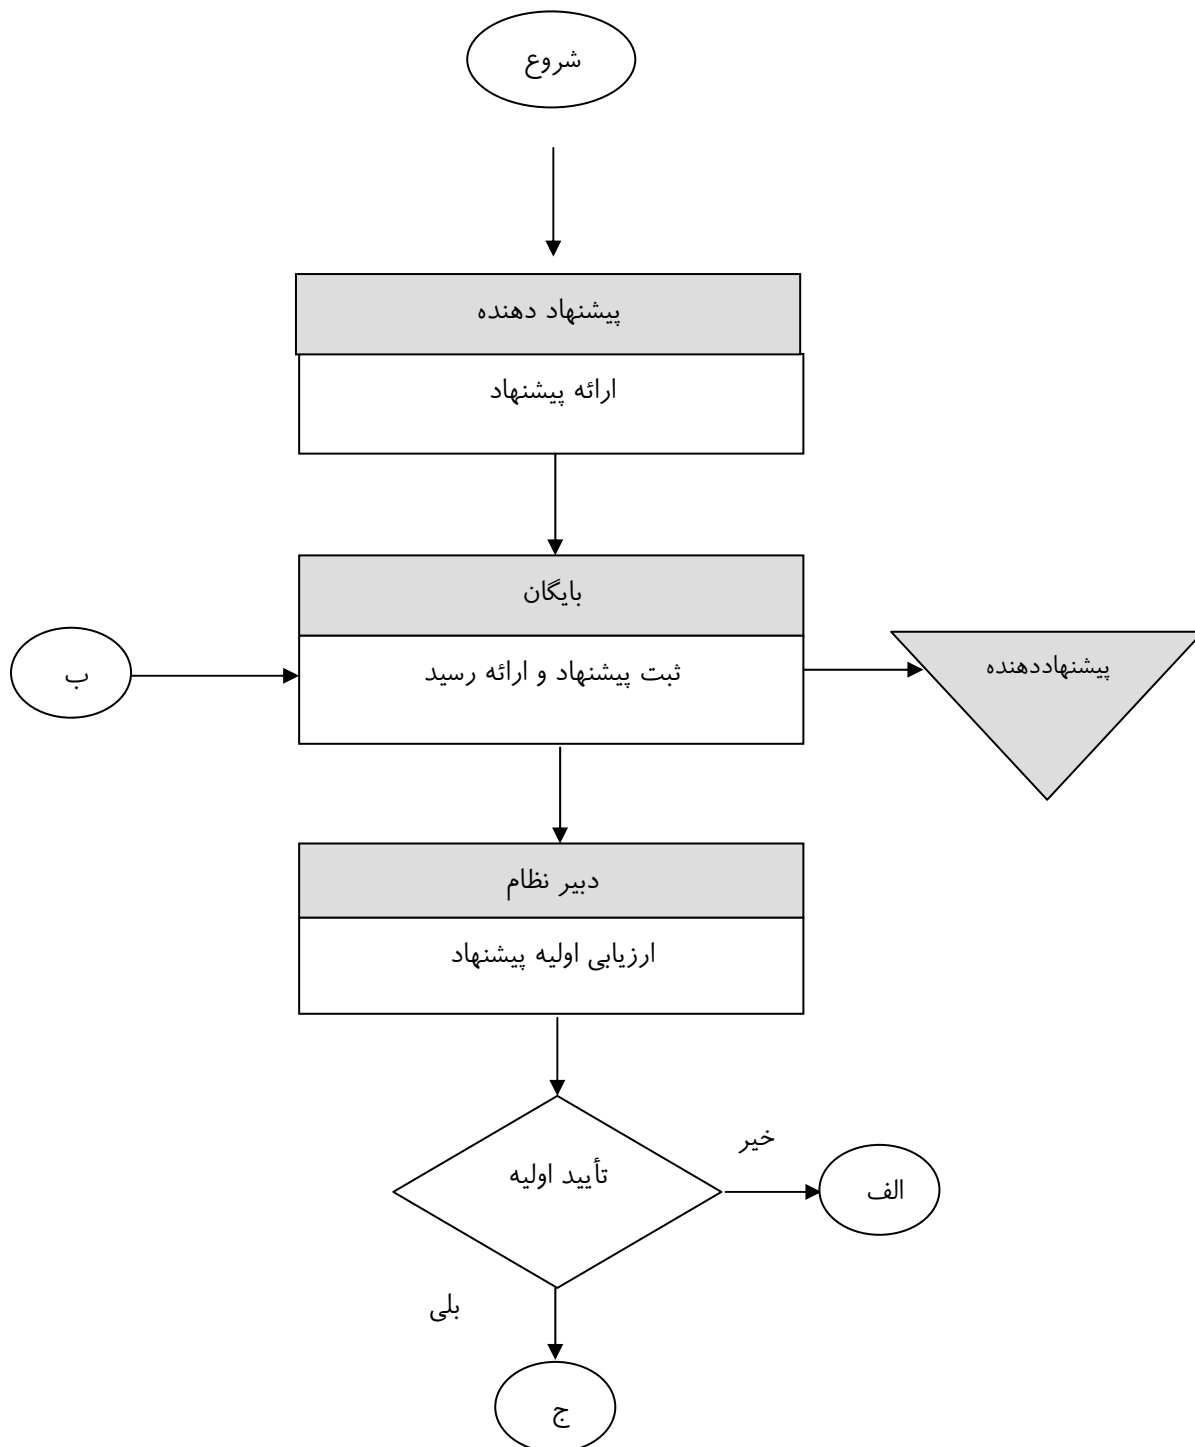 شروع
پیشنهاد دهنده
ارائه پیشنهاد
بایگان
ب
ثبت پیشنهاد و ارائه رسید
پیشنهاددهنده
دبیر نظام
ارزیابی اولیه پیشنهاد
تأیید اولیه
خیر
الف
بلی
ج